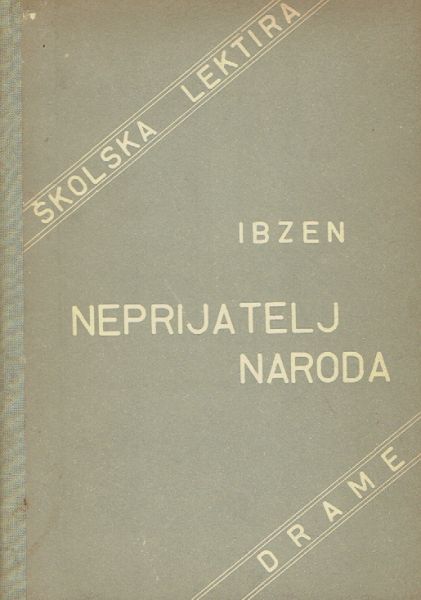 ŠKOLSKA LEKTIRA
IBZEN
NEPRIJATELJ
NARODA
DRAME